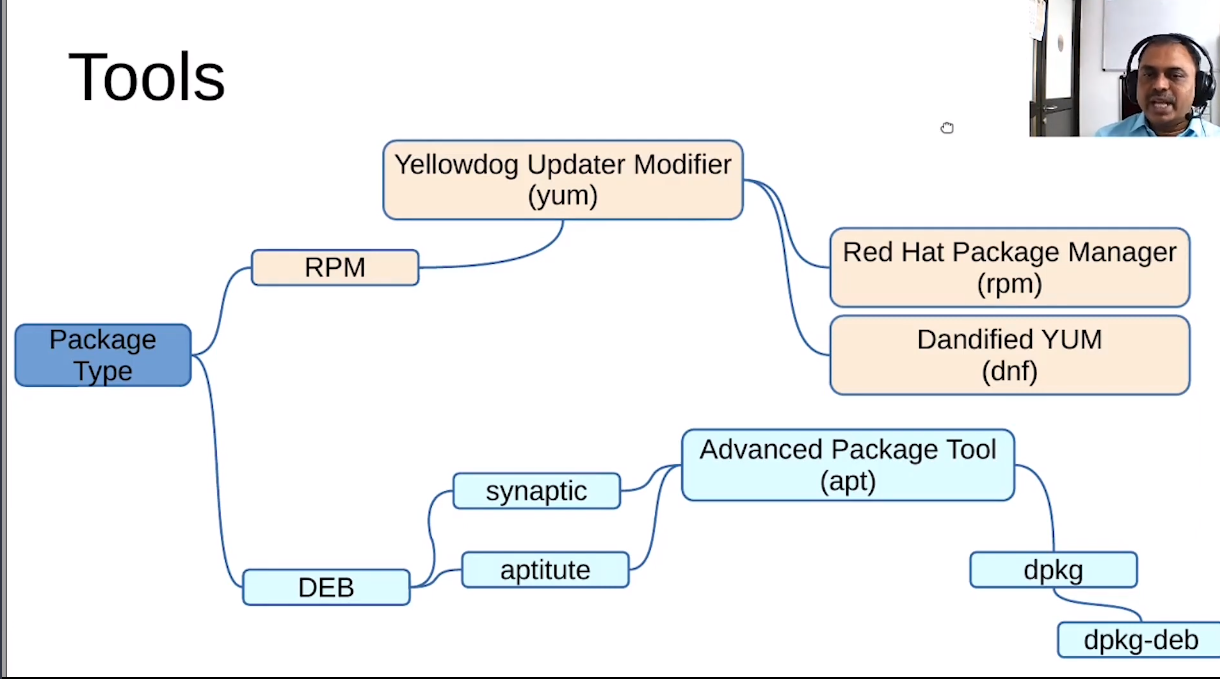 Tools
Yellowdog Updater Modifier
(yum)
RPM
Red Hat Package Manager
(rpm)
Package
Type
Dandified YUM
(dnf)
Advanced Package Tool
(apt)
synaptic
aptitute
DEB
dpkg
dpkg-deb